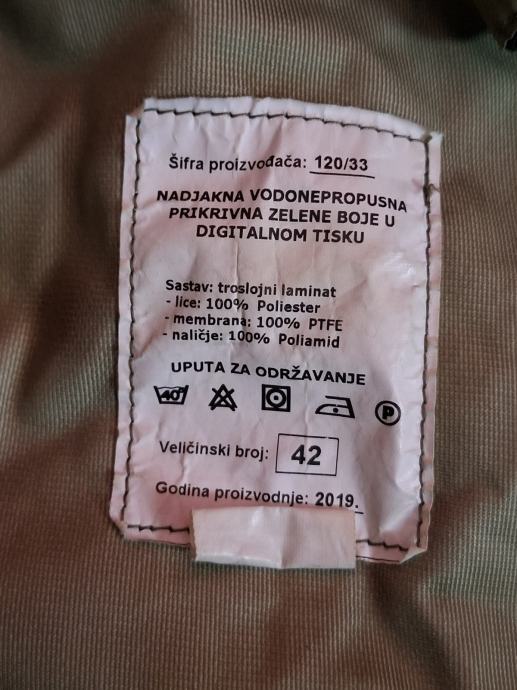 Šifra proizvođača: 120/33
NADJAKNA VODONEPROPUSNA
PRIKRIVNA ZELENE BOJE U
DIGITALNOM TISKU
Sastav: troslojni laminat
- lice: 100% Poliester
- membrana: 100% PTFE
- naličje: 100% Poliamid
UPUTA ZA ODRŽAVANJE
40° P
Veličinski broj: 42
Godina proizvodnje: 2019.